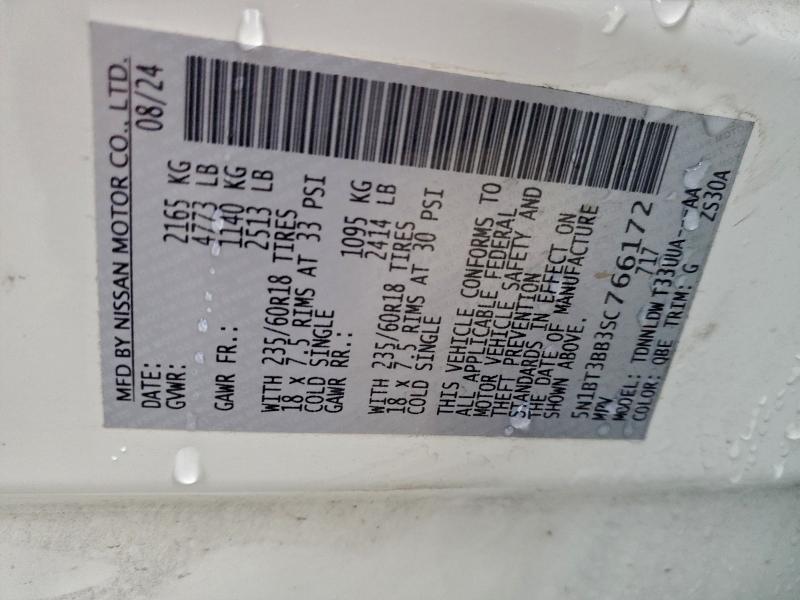 MFD BY NISSAN MOTOR CO., LTD.
DATE: 08/24
GVWR: 2165 KG
4773 LB
GAWR FR.: 1140 KG
2513 LB
WITH 235/60R18 TIRES
18 X 7.5 RIMS AT 33 PSI
COLD SINGLE
GAWR RR.: 1095 KG
2414 LB
WITH 235/60R18 TIRES
18 X 7.5 RIMS AT 30 PSI
COLD SINGLE
THIS VEHICLE CONFORMS TO
ALL APPLICABLE FEDERAL
MOTOR VEHICLE SAFETY AND
THEFT PREVENTION
STANDARDS IN EFFECT ON
THE DATE OF MANUFACTURE
SHOWN ABOVE.
5N1BT3BB3SC766172
MPV 717
MODEL:
COLOR: QBE TRIM: G ZS30A